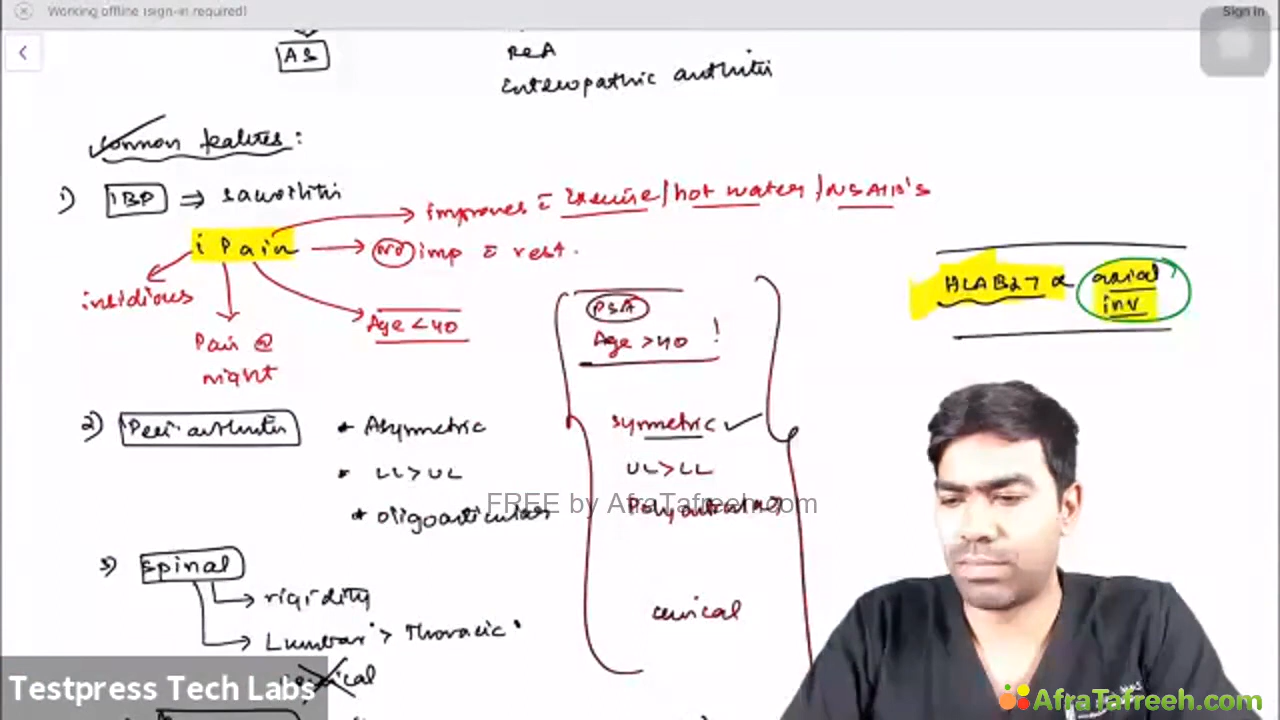 Working offline (sign-in required)
Sign in
AS
ReA
Enteropathic arthritis
Common features:
1) IBP ⇒ sacroilitis
improves c̄ Exercise/hot water/NSAID's
i Pain
No imp c̄ rest.
insidious
Age <40
Pain @
night
HLAB27 ∝ axial
inv
PSA
Age >40 !
2) Peri arthritis
* Asymmetric
symmetric ✓
* LL > UL
UL > LL
* oligoarticular
Polyarticular
FREE by AfraTafreeh.com
3) spinal
rigidity
cervical
Lumbar > Thoracic
cervical
Testpress Tech Labs
AfraTafreeh.com